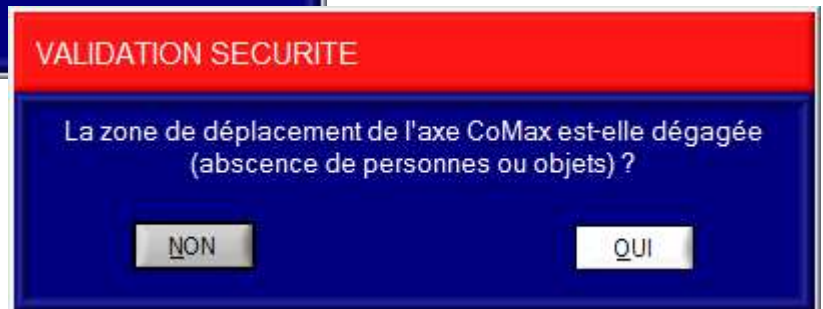 VALIDATION SECURITE
La zone de déplacement de l'axe CoMax est-elle dégagée
(abscence de personnes ou objets) ?
NON
OUI